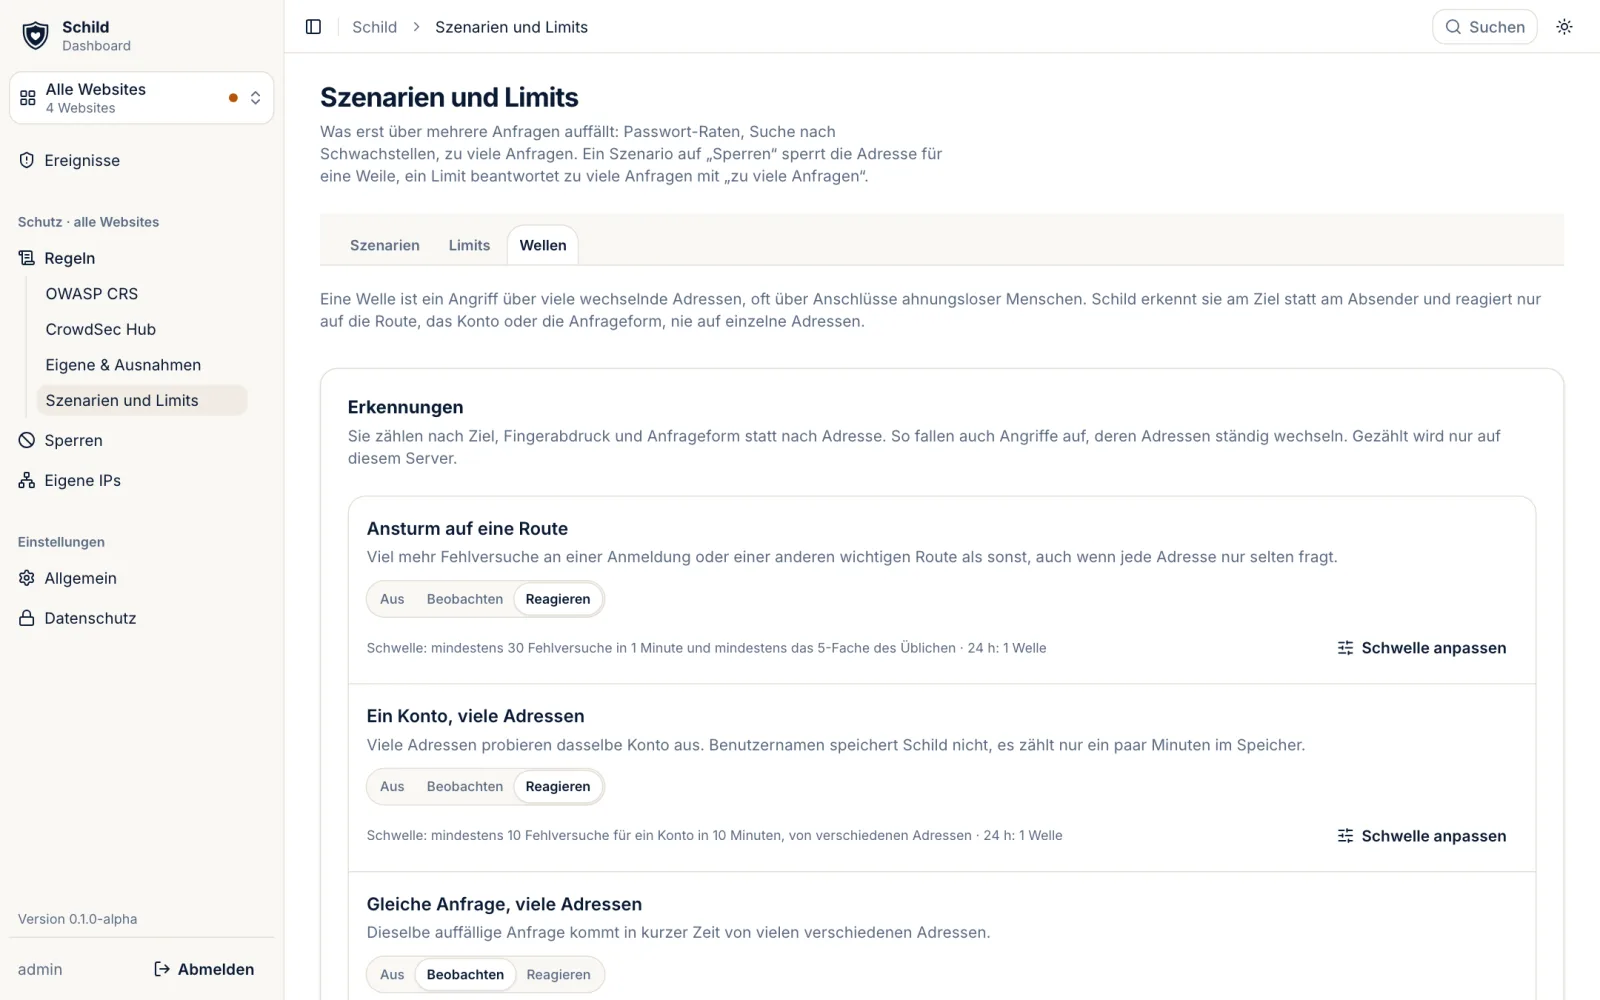 Schild
Dashboard
Alle Websites
4 Websites
Ereignisse
Schutz · alle Websites
Regeln
OWASP CRS
CrowdSec Hub
Eigene & Ausnahmen
Szenarien und Limits
Sperren
Eigene IPs
Einstellungen
Allgemein
Datenschutz
Version 0.1.0-alpha
admin
Abmelden
Schild
Szenarien und Limits
Suchen
Szenarien und Limits
Was erst über mehrere Anfragen auffällt: Passwort-Raten, Suche nach
Schwachstellen, zu viele Anfragen. Ein Szenario auf „Sperren“ sperrt die Adresse für
eine Weile, ein Limit beantwortet zu viele Anfragen mit „zu viele Anfragen“.
Szenarien
Limits
Wellen
Eine Welle ist ein Angriff über viele wechselnde Adressen, oft über Anschlüsse ahnungsloser Menschen. Schild erkennt sie am Ziel statt am Absender und reagiert nur
auf die Route, das Konto oder die Anfrageform, nie auf einzelne Adressen.
Erkennungen
Sie zählen nach Ziel, Fingerabdruck und Anfrageform statt nach Adresse. So fallen auch Angriffe auf, deren Adressen ständig wechseln. Gezählt wird nur auf
diesem Server.
Ansturm auf eine Route
Viel mehr Fehlversuche an einer Anmeldung oder einer anderen wichtigen Route als sonst, auch wenn jede Adresse nur selten fragt.
Aus Beobachten Reagieren
Schwelle: mindestens 30 Fehlversuche in 1 Minute und mindestens das 5-Fache des Üblichen · 24 h: 1 Welle
Schwelle anpassen
Ein Konto, viele Adressen
Viele Adressen probieren dasselbe Konto aus. Benutzernamen speichert Schild nicht, es zählt nur ein paar Minuten im Speicher.
Aus Beobachten Reagieren
Schwelle: mindestens 10 Fehlversuche für ein Konto in 10 Minuten, von verschiedenen Adressen · 24 h: 1 Welle
Schwelle anpassen
Gleiche Anfrage, viele Adressen
Dieselbe auffällige Anfrage kommt in kurzer Zeit von vielen verschiedenen Adressen.
Aus Beobachten Reagieren